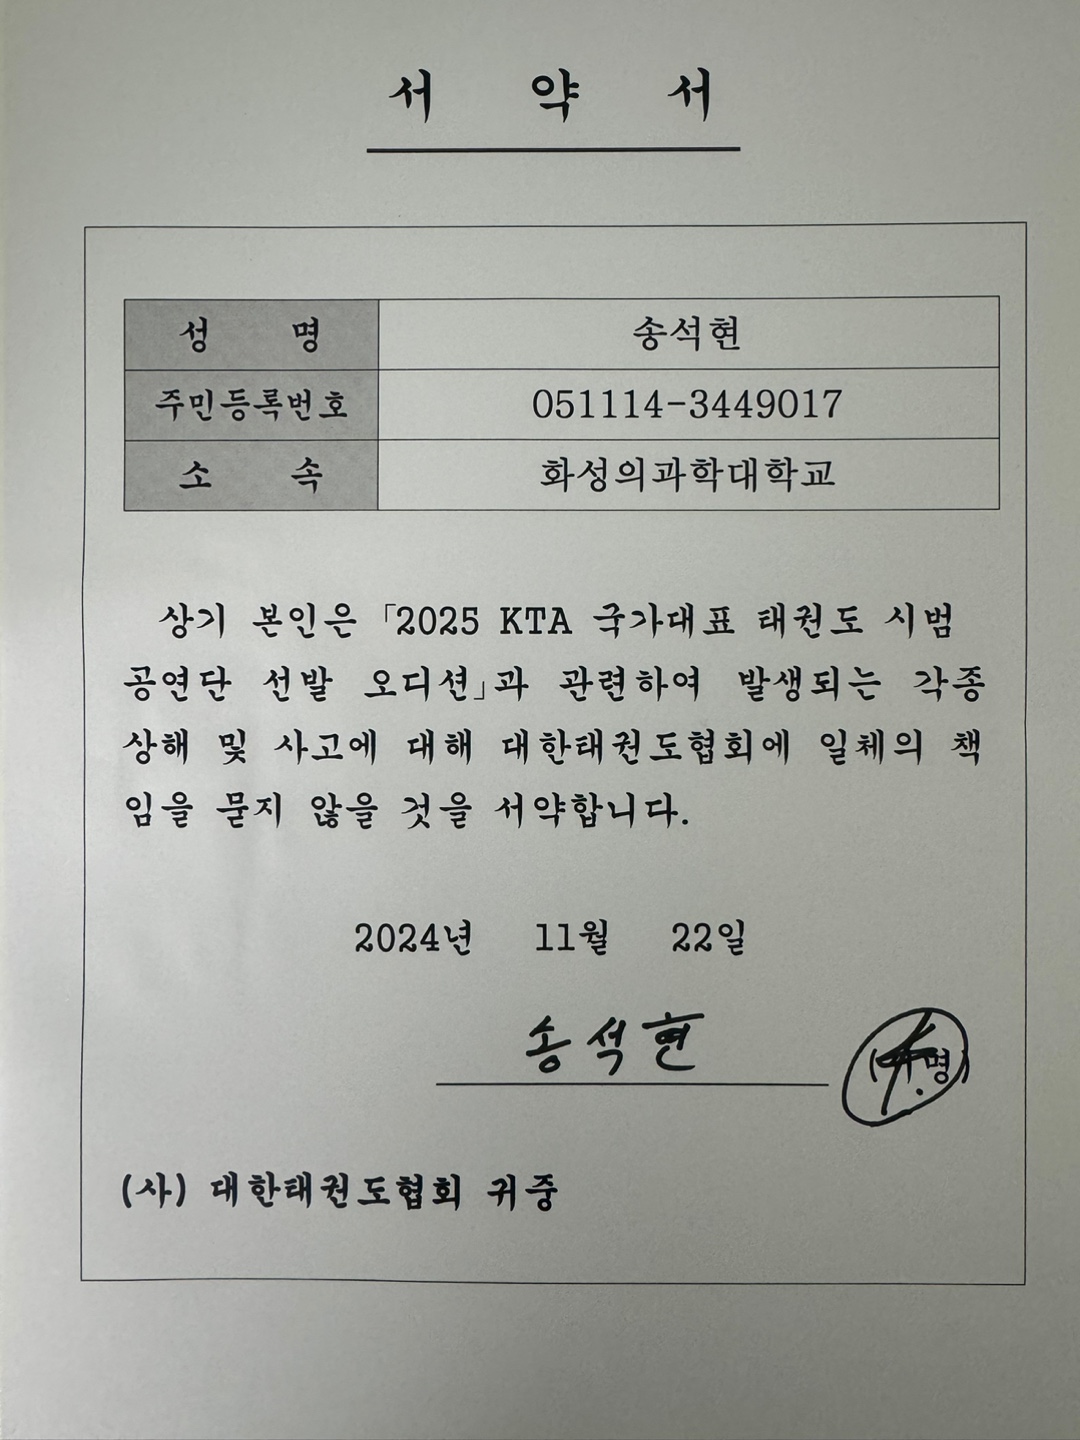 서 약 서
성 명 송석현
주민등록번호 051114-3449017
소 속 화성의과학대학교
상기 본인은 「2025 KTA 국가대표 태권도 시범
공연단 선발 오디션」과 관련하여 발생되는 각종
상해 및 사고에 대해 대한태권도협회에 일체의 책
임을 묻지 않을 것을 서약합니다.
2024년 11월 22일
송석현
(사) 대한태권도협회 귀중